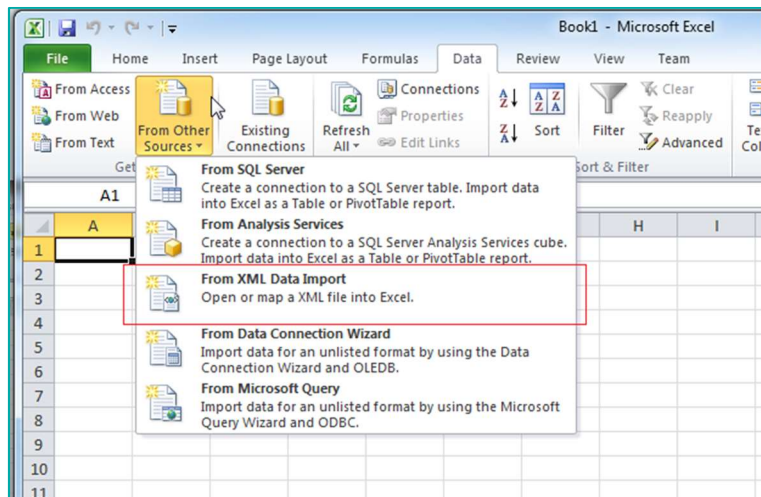 Book1 - Microsoft Excel
File Home Insert Page Layout Formulas Data Review View Team
From Access
From Web
From Text
From Other
Sources
Existing
Connections
Refresh
All
Connections
Properties
Edit Links
A
Z
Z
A
A Z
Z A
Sort
Filter
Clear
Reapply
Advanced
Sort & Filter
A1
From SQL Server
Create a connection to a SQL Server table. Import data
into Excel as a Table or PivotTable report.
From Analysis Services
Create a connection to a SQL Server Analysis Services cube.
Import data into Excel as a Table or PivotTable report.
From XML Data Import
Open or map a XML file into Excel.
From Data Connection Wizard
Import data for an unlisted format by using the Data
Connection Wizard and OLEDB.
From Microsoft Query
Import data for an unlisted format by using the Microsoft
Query Wizard and ODBC.
A H I
1
2
3
4
5
6
7
8
9
10
11